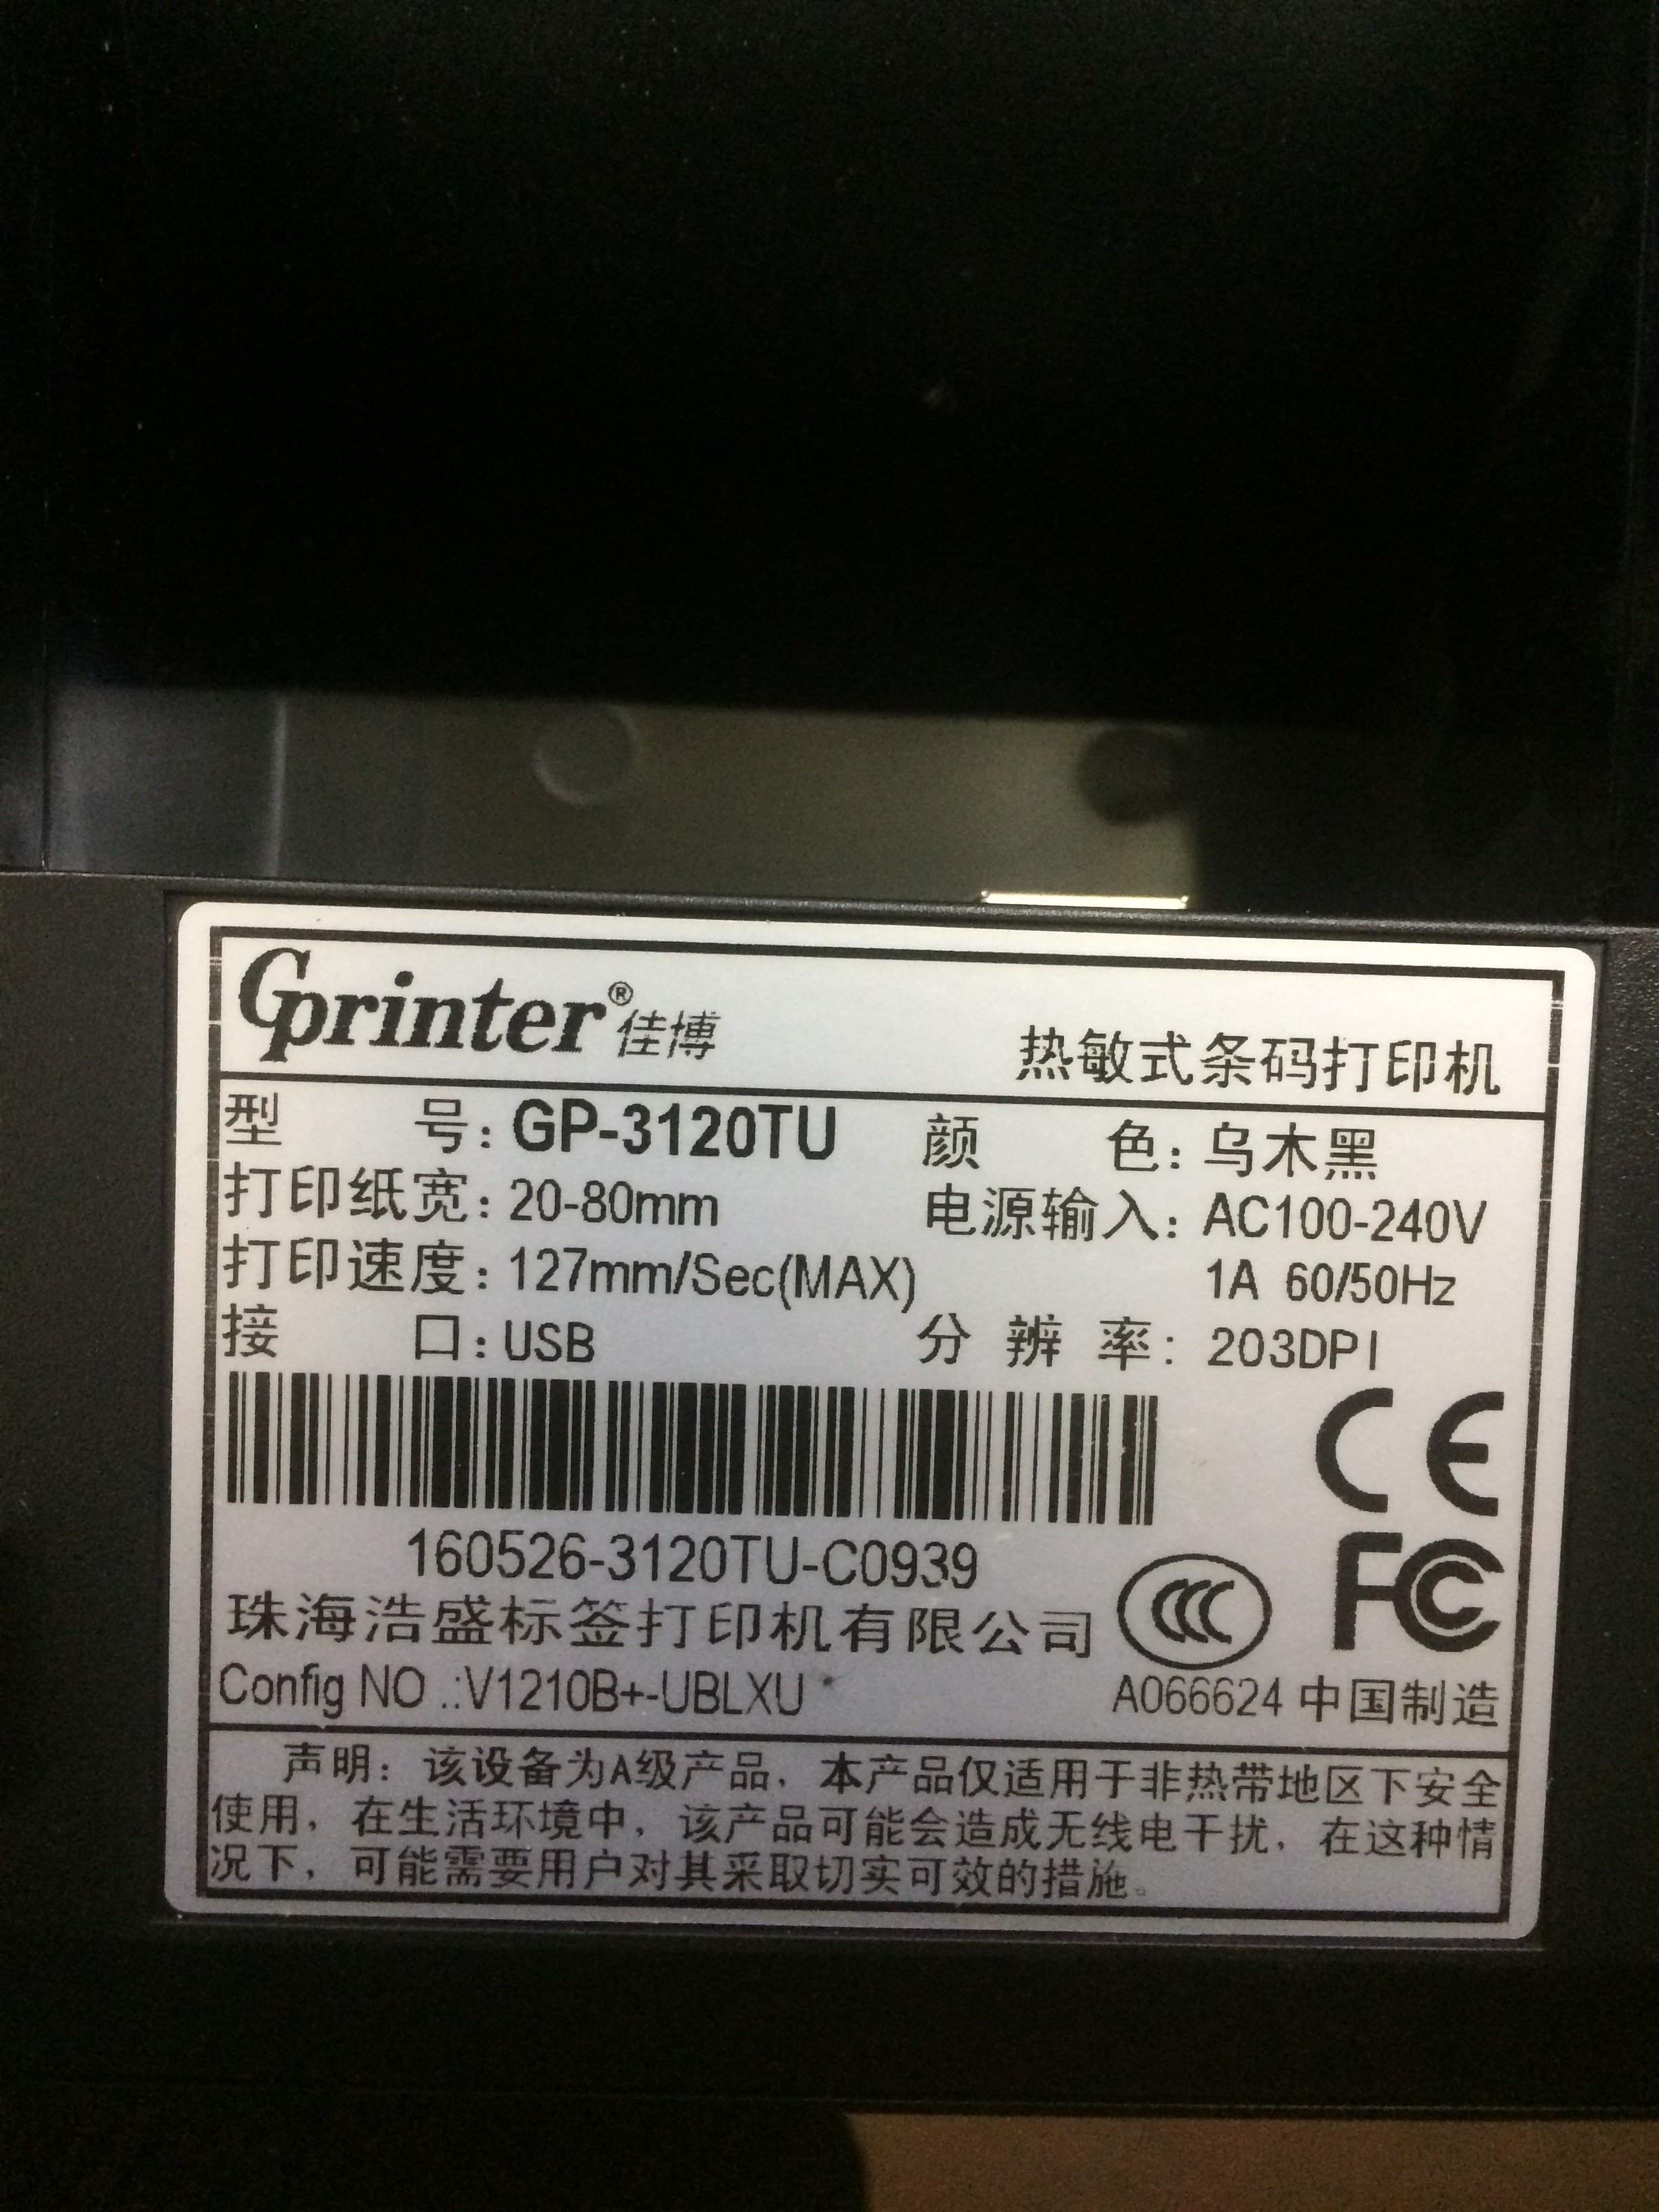 Gprinter®佳博 热敏式条码打印机
型 号: GP-3120TU 颜 色: 乌木黑
打印纸宽: 20-80mm 电源输入: AC100-240V
打印速度: 127mm/Sec(MAX) 1A 60/50Hz
接 口: USB 分 辨 率: 203DPI
CE
160526-3120TU-C0939
FC
珠海浩盛标签打印机有限公司 CCC
Config NO .:V1210B+-UBLXU A066624 中国制造
声明: 该设备为A级产品, 本产品仅适用于非热带地区下安全
使用, 在生活环境中, 该产品可能会造成无线电干扰, 在这种情
况下, 可能需要用户对其采取切实可效的措施。